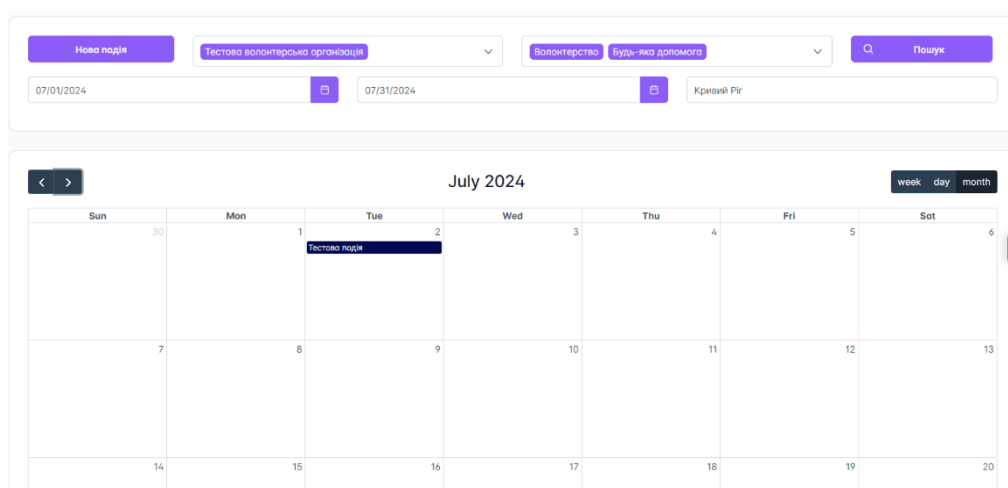 Нова подія Тестова волонтерська організація Волонтерство Будь-яка допомога Пошук
07/01/2024 07/31/2024 Кривий Ріг
July 2024 week day month
Sun Mon Tue Wed Thu Fri Sat
30 1 2 3 4 5 6
Тестова подія
7 8 9 10 11 12 13
14 15 16 17 18 19 20